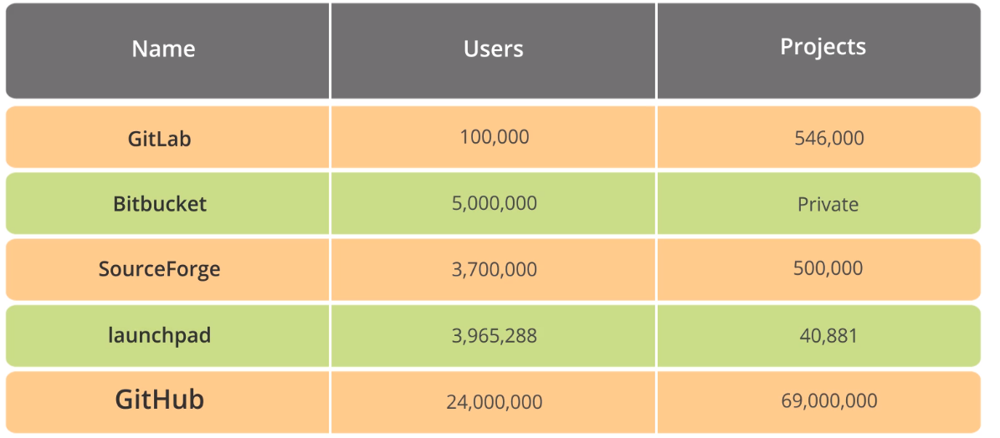 Name Users Projects
GitLab 100,000 546,000
Bitbucket 5,000,000 Private
SourceForge 3,700,000 500,000
launchpad 3,965,288 40,881
GitHub 24,000,000 69,000,000